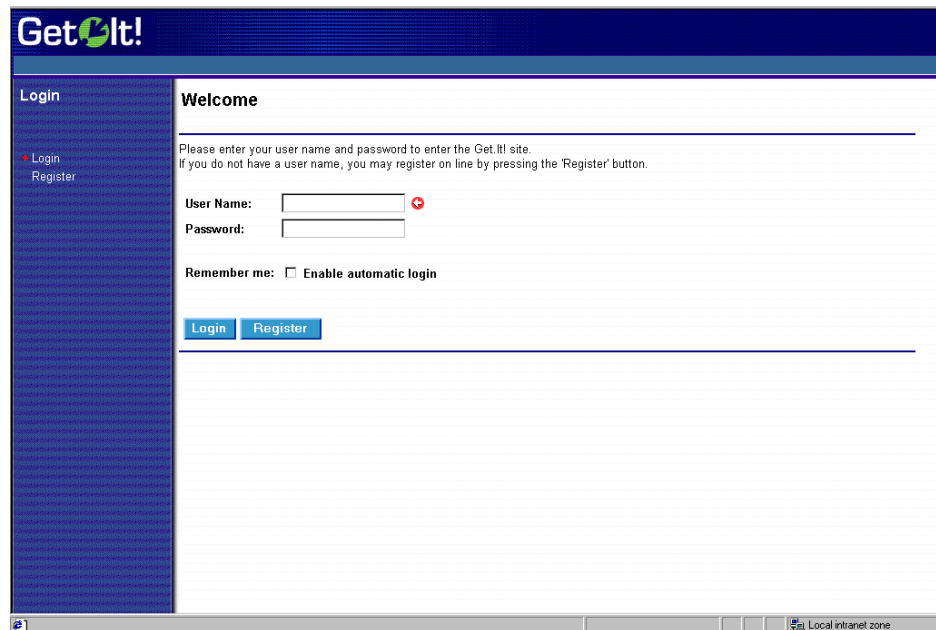 Get It!
Login
Login
Register
Welcome
Please enter your user name and password to enter the Get.It! site.
If you do not have a user name, you may register on line by pressing the 'Register' button.
User Name:
Password:
Remember me: Enable automatic login
Login Register
Local intranet zone